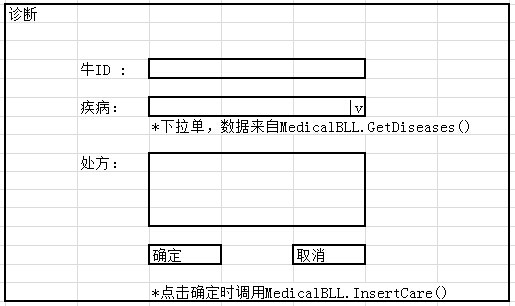 诊断
牛ID :
疾病: v
*下拉单, 数据来自MedicalBLL.GetDiseases()
处方:
确定 取消
*点击确定时调用MedicalBLL.InsertCare()